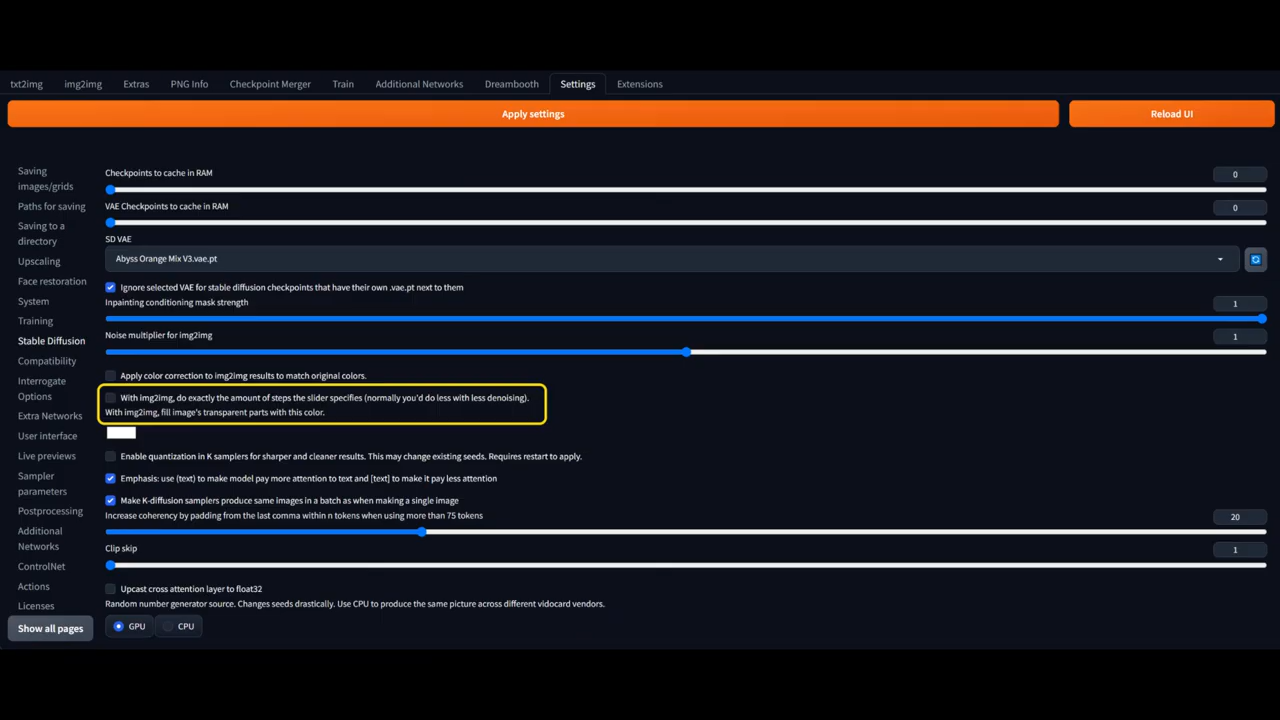 txt2img img2img Extras PNG Info Checkpoint Merger Train Additional Networks Dreambooth Settings Extensions
Apply settings Reload UI
Saving images/grids
Paths for saving
Saving to a directory
Upscaling
Face restoration
System
Training
Stable Diffusion
Compatibility
Interrogate Options
Extra Networks
User interface
Live previews
Sampler parameters
Postprocessing
Additional Networks
ControlNet
Actions
Licenses
Show all pages
Checkpoints to cache in RAM 0
VAE Checkpoints to cache in RAM 0
SD VAE
Abyss Orange Mix V3.vae.pt
Ignore selected VAE for stable diffusion checkpoints that have their own .vae.pt next to them
Inpainting conditioning mask strength 1
Noise multiplier for img2img 1
Apply color correction to img2img results to match original colors.
With img2img, do exactly the amount of steps the slider specifies (normally you'd do less with less denoising).
With img2img, fill image's transparent parts with this color.
Enable quantization in K samplers for sharper and cleaner results. This may change existing seeds. Requires restart to apply.
Emphasis: use (text) to make model pay more attention to text and [text] to make it pay less attention
Make K-diffusion samplers produce same images in a batch as when making a single image
Increase coherency by padding from the last comma within n tokens when using more than 75 tokens 20
Clip skip 1
Upcast cross attention layer to float32
Random number generator source. Changes seeds drastically. Use CPU to produce the same picture across different vidocard vendors.
GPU CPU